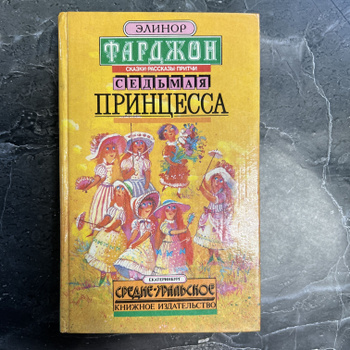 ЭЛИНОР
ФАРДЖОН
СКАЗКИ РАССКАЗЫ ПРИТЧИ
СЕДЬМАЯ
ПРИНЦЕССА
ЕКАТЕРИНБУРГ
СРЕДНЕ-УРАЛЬСКОЕ
КНИЖНОЕ ИЗДАТЕЛЬСТВО